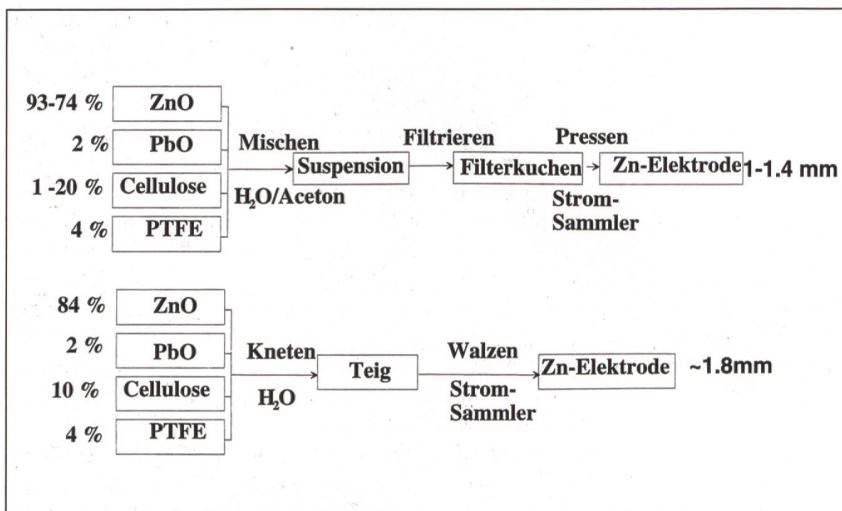 93-74 % ZnO
2 % PbO
1 -20 % Cellulose
4 % PTFE
Mischen
H₂O/Aceton
Suspension
Filtrieren
Filterkuchen
Pressen
Strom-
Sammler
Zn-Elektrode 1-1.4 mm
84 % ZnO
2 % PbO
10 % Cellulose
4 % PTFE
Kneten
H₂O
Teig
Walzen
Strom-
Sammler
Zn-Elektrode ~1.8mm